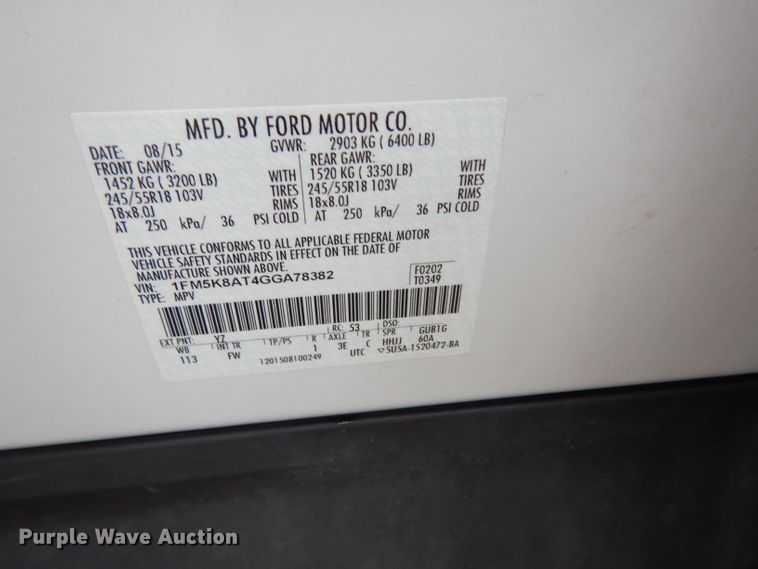 MFD. BY FORD MOTOR CO.
DATE: 08/15 GVWR: 2903 KG ( 6400 LB)
FRONT GAWR: REAR GAWR:
1452 KG ( 3200 LB) WITH 1520 KG ( 3350 LB) WITH
245/55R18 103V TIRES 245/55R18 103V TIRES
18x8.0J RIMS 18x8.0J RIMS
AT 250 kPa/ 36 PSI COLD AT 250 kPa/ 36 PSI COLD
THIS VEHICLE CONFORMS TO ALL APPLICABLE FEDERAL MOTOR
VEHICLE SAFETY STANDARDS IN EFFECT ON THE DATE OF
MANUFACTURE SHOWN ABOVE.
VIN: 1FM5K8AT4GGA78382 F0202
TYPE: MPV T0349
EXT PNT: Y7 RC: 53 DSO:
WB INT TR TP/PS R AXLE TR SPR GUBTG
113 FW 1 3E C HHJJ 60A
1201508100249 UTC ▽5U5A-1520472-BA
Purple Wave Auction